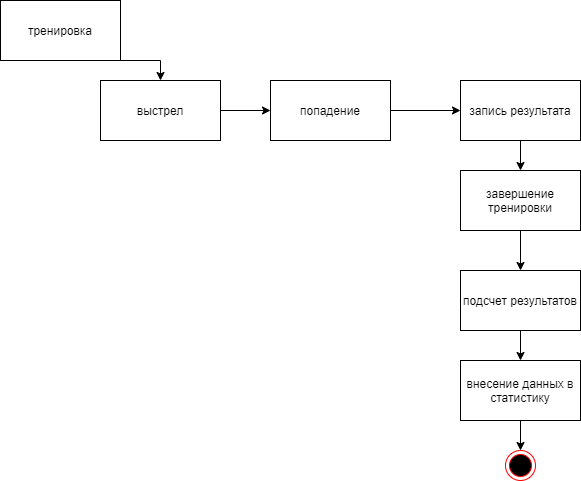 тренировка
выстрел
попадение
запись результата
завершение
тренировки
подсчет результатов
внесение данных в
статистику